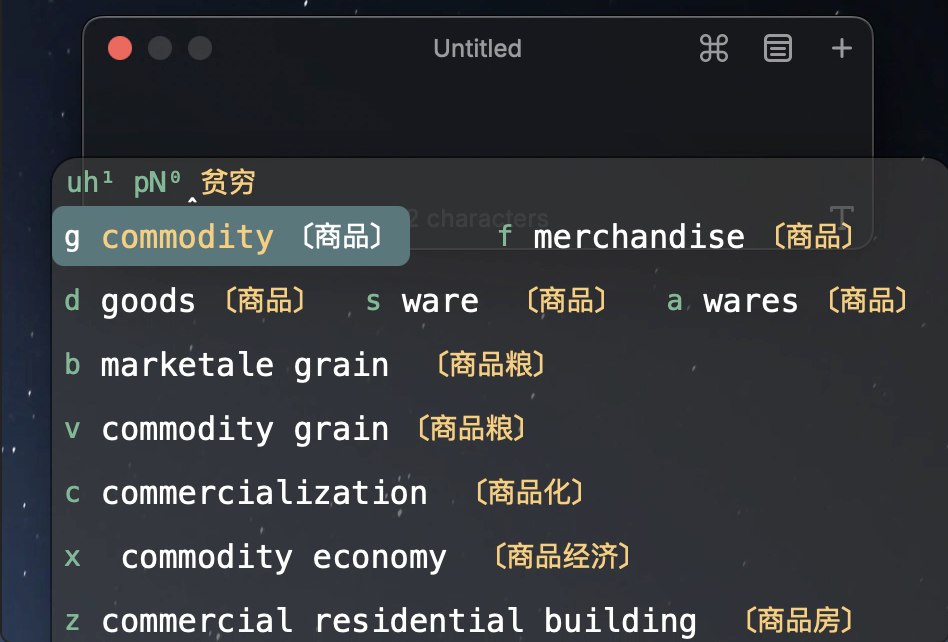 Untitled
uh¹ pN⁰‸贫穷
2 characters
g commodity 〔商品〕 f merchandise 〔商品〕
d goods 〔商品〕 s ware 〔商品〕 a wares 〔商品〕
b marketale grain 〔商品粮〕
v commodity grain 〔商品粮〕
c commercialization 〔商品化〕
x commodity economy 〔商品经济〕
z commercial residential building 〔商品房〕